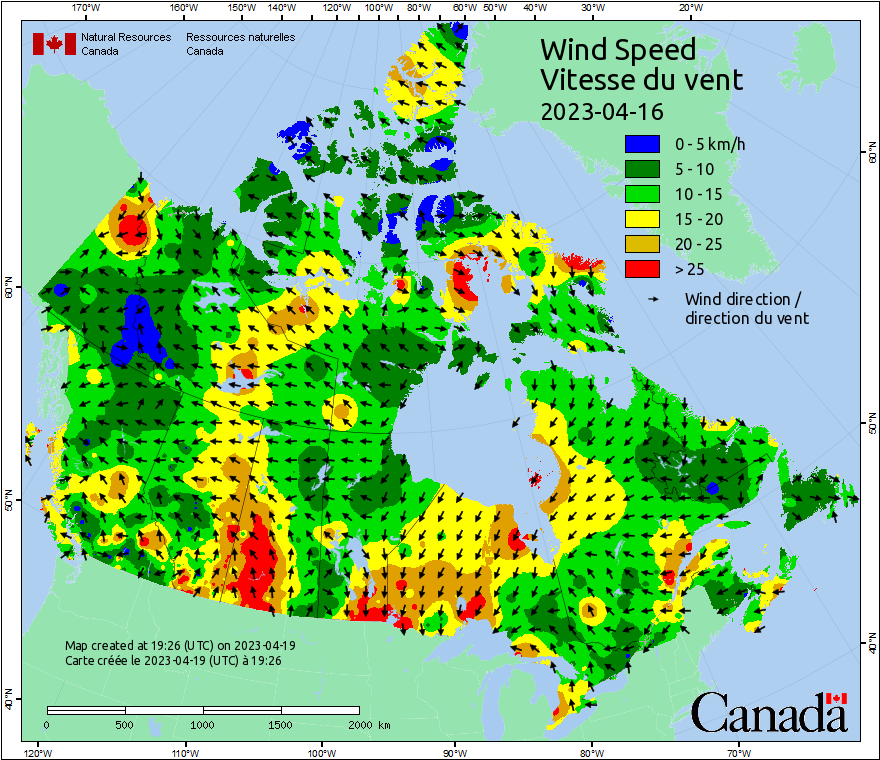 170°W 160°W 150°W 140°W 120°W 100°W 80°W 60°W 50°W 40°W 30°W 20°W
Natural Resources Ressources naturelles
Canada Canada
Wind Speed
Vitesse du vent
2023-04-16
0 - 5 km/h
5 - 10
10 - 15
15 - 20
20 - 25
> 25
Wind direction /
direction du vent
60°N
60°N
50°N
50°N
40°N
40°N
Map created at 19:26 (UTC) on 2023-04-19
Carte créée le 2023-04-19 (UTC) à 19:26
0 500 1000 1500 2000 km
Canada
120°W 110°W 100°W 90°W 80°W 70°W